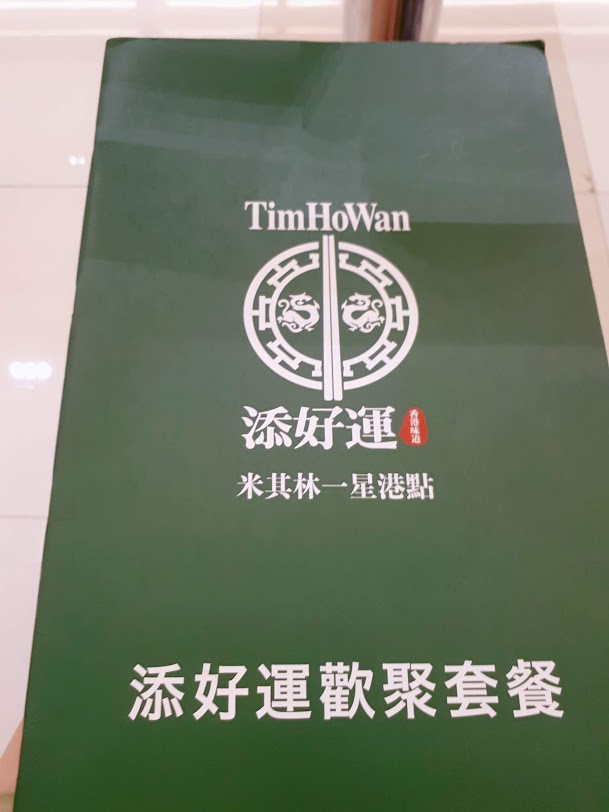 TimHoWan
添好運 香港味道
米其林一星港點
添好運歡聚套餐